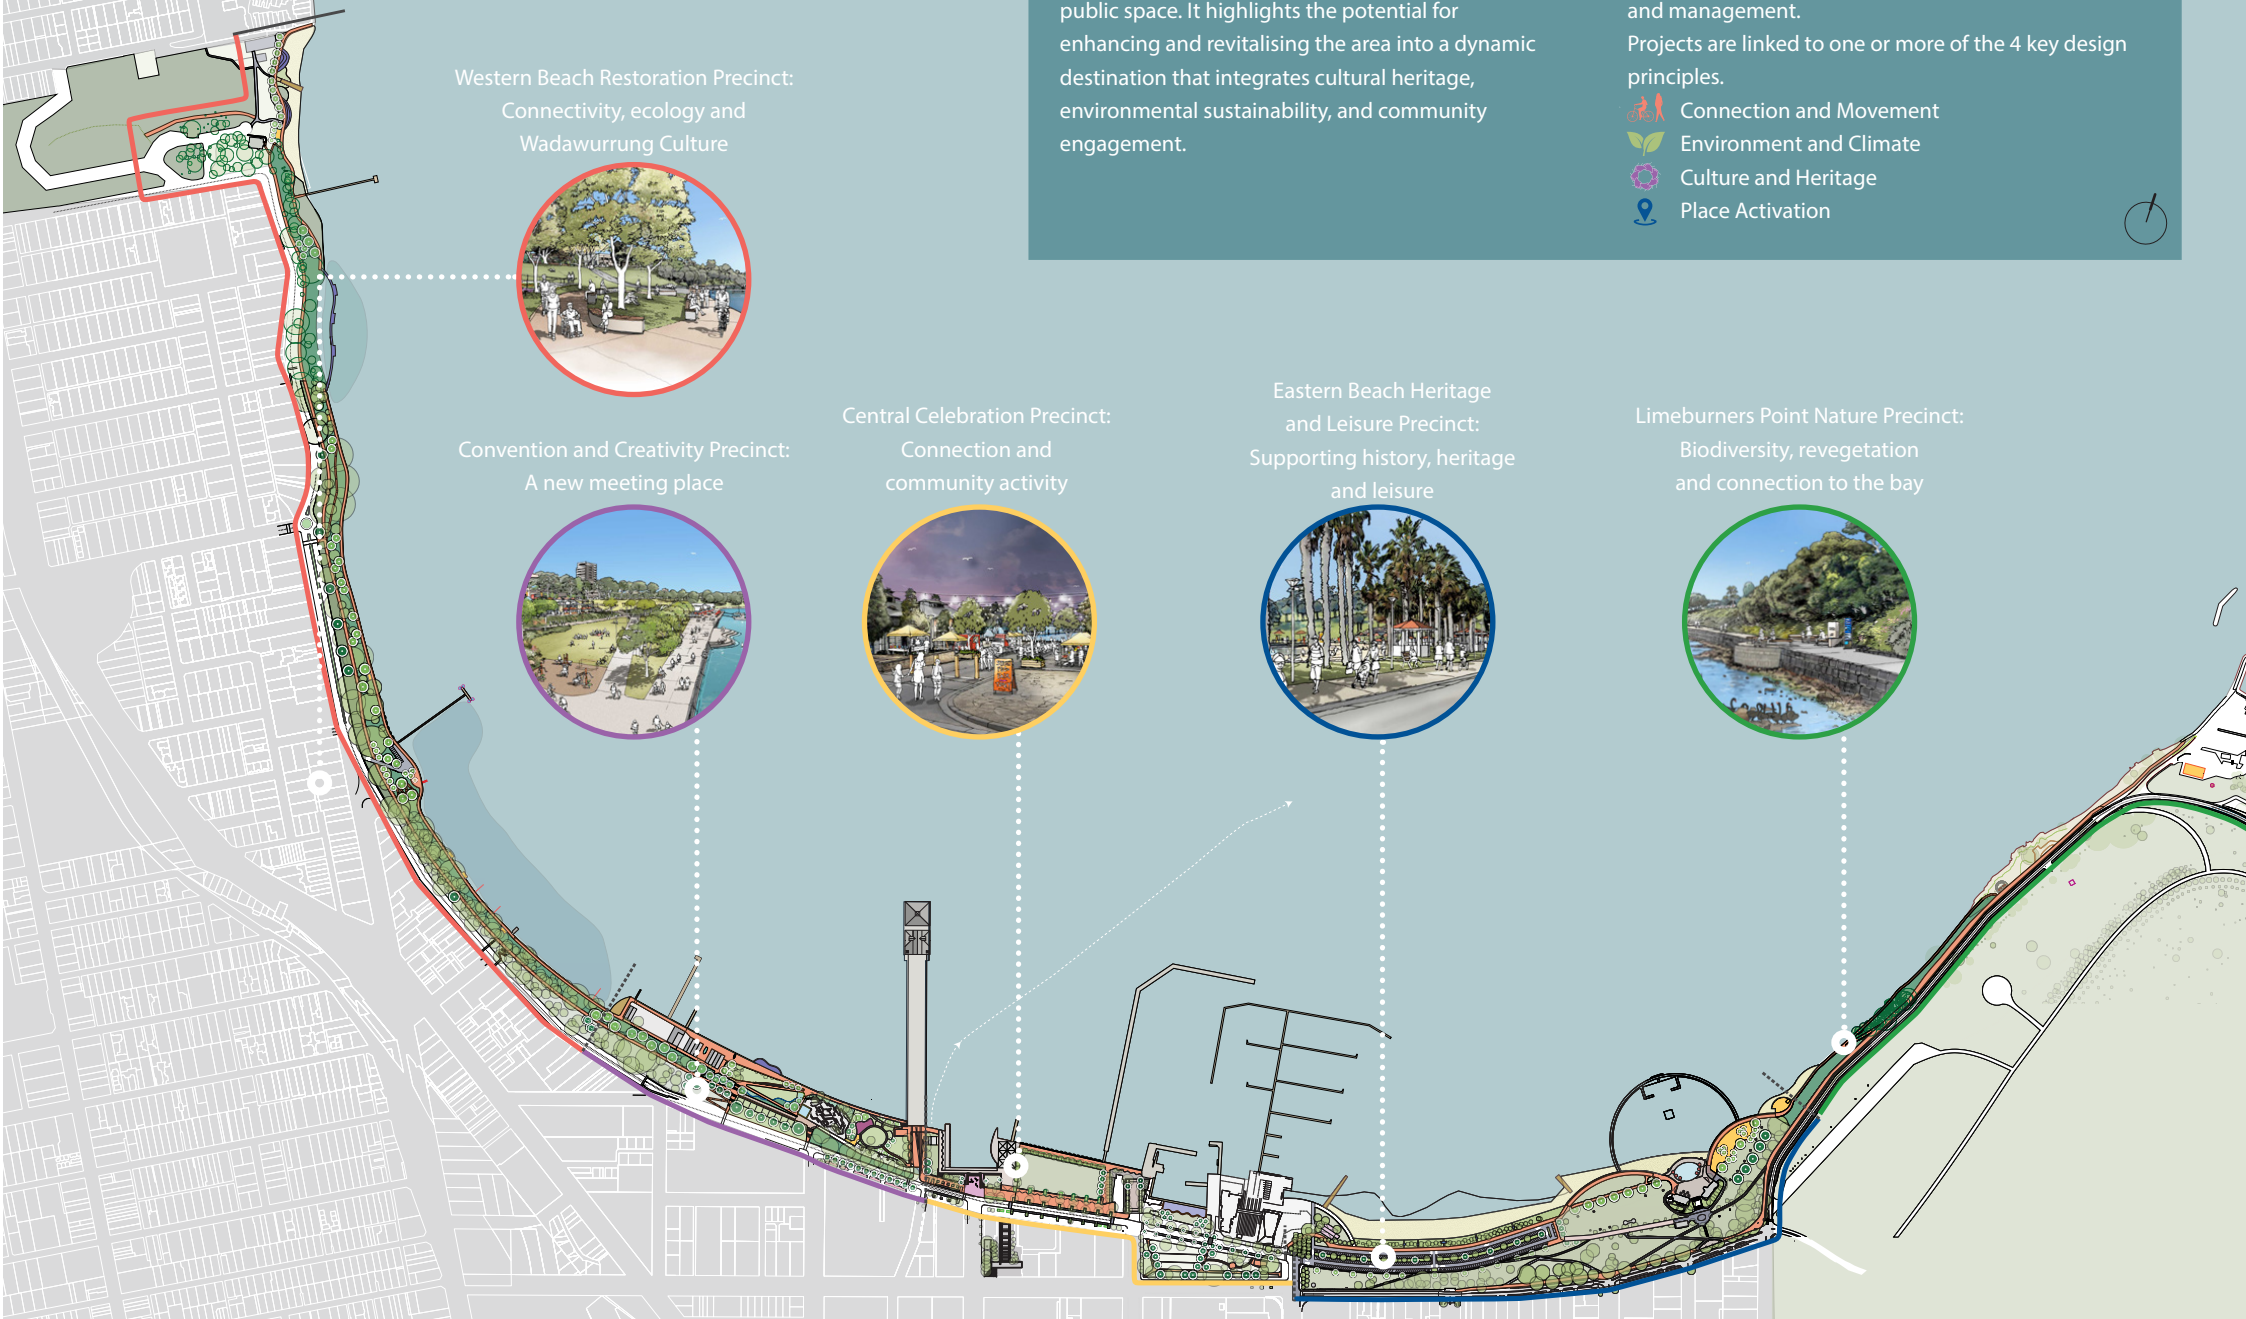 public space. It highlights the potential for
enhancing and revitalising the area into a dynamic
destination that integrates cultural heritage,
environmental sustainability, and community
engagement.
and management.
Projects are linked to one or more of the 4 key design
principles.
Connection and Movement
Environment and Climate
Culture and Heritage
Place Activation
Western Beach Restoration Precinct:
Connectivity, ecology and
Wadawurrung Culture
Convention and Creativity Precinct:
A new meeting place
Central Celebration Precinct:
Connection and
community activity
Eastern Beach Heritage
and Leisure Precinct:
Supporting history, heritage
and leisure
Limeburners Point Nature Precinct:
Biodiversity, revegetation
and connection to the bay